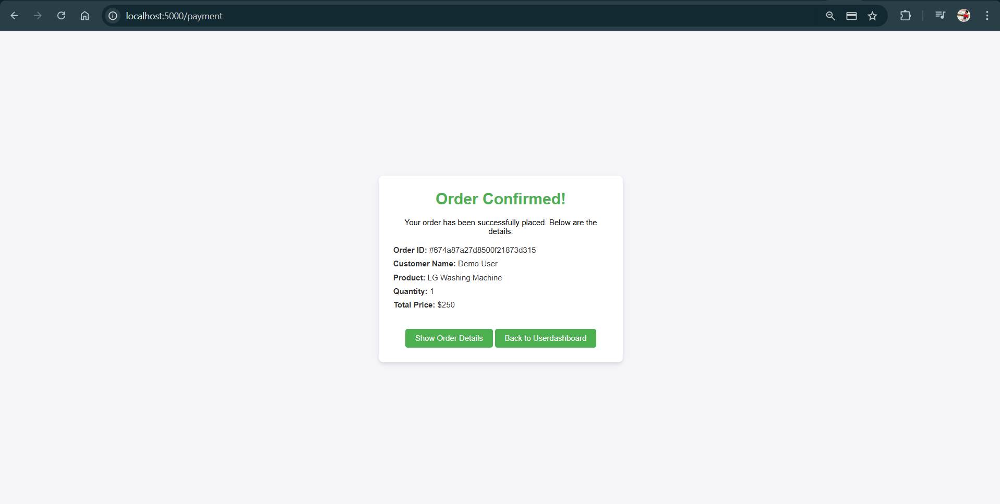 localhost:5000/payment
Order Confirmed!
Your order has been successfully placed. Below are the
details:
Order ID: #674a87a27d8500f21873d315
Customer Name: Demo User
Product: LG Washing Machine
Quantity: 1
Total Price: $250
Show Order Details Back to Userdashboard